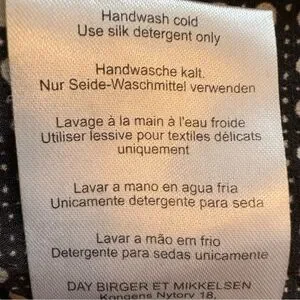 Handwash cold
Use silk detergent only
Handwasche kalt.
Nur Seide-Waschmittel verwenden
Lavage à la main à l'eau froide
Utiliser lessive pour textiles délicats
uniquement
Lavar a mano en agua fria
Unicamente detergente para seda
Lavar a mão em frio
Detergente para sedas unicamente
DAY BIRGER ET MIKKELSEN
Kongens Nytorv 18,